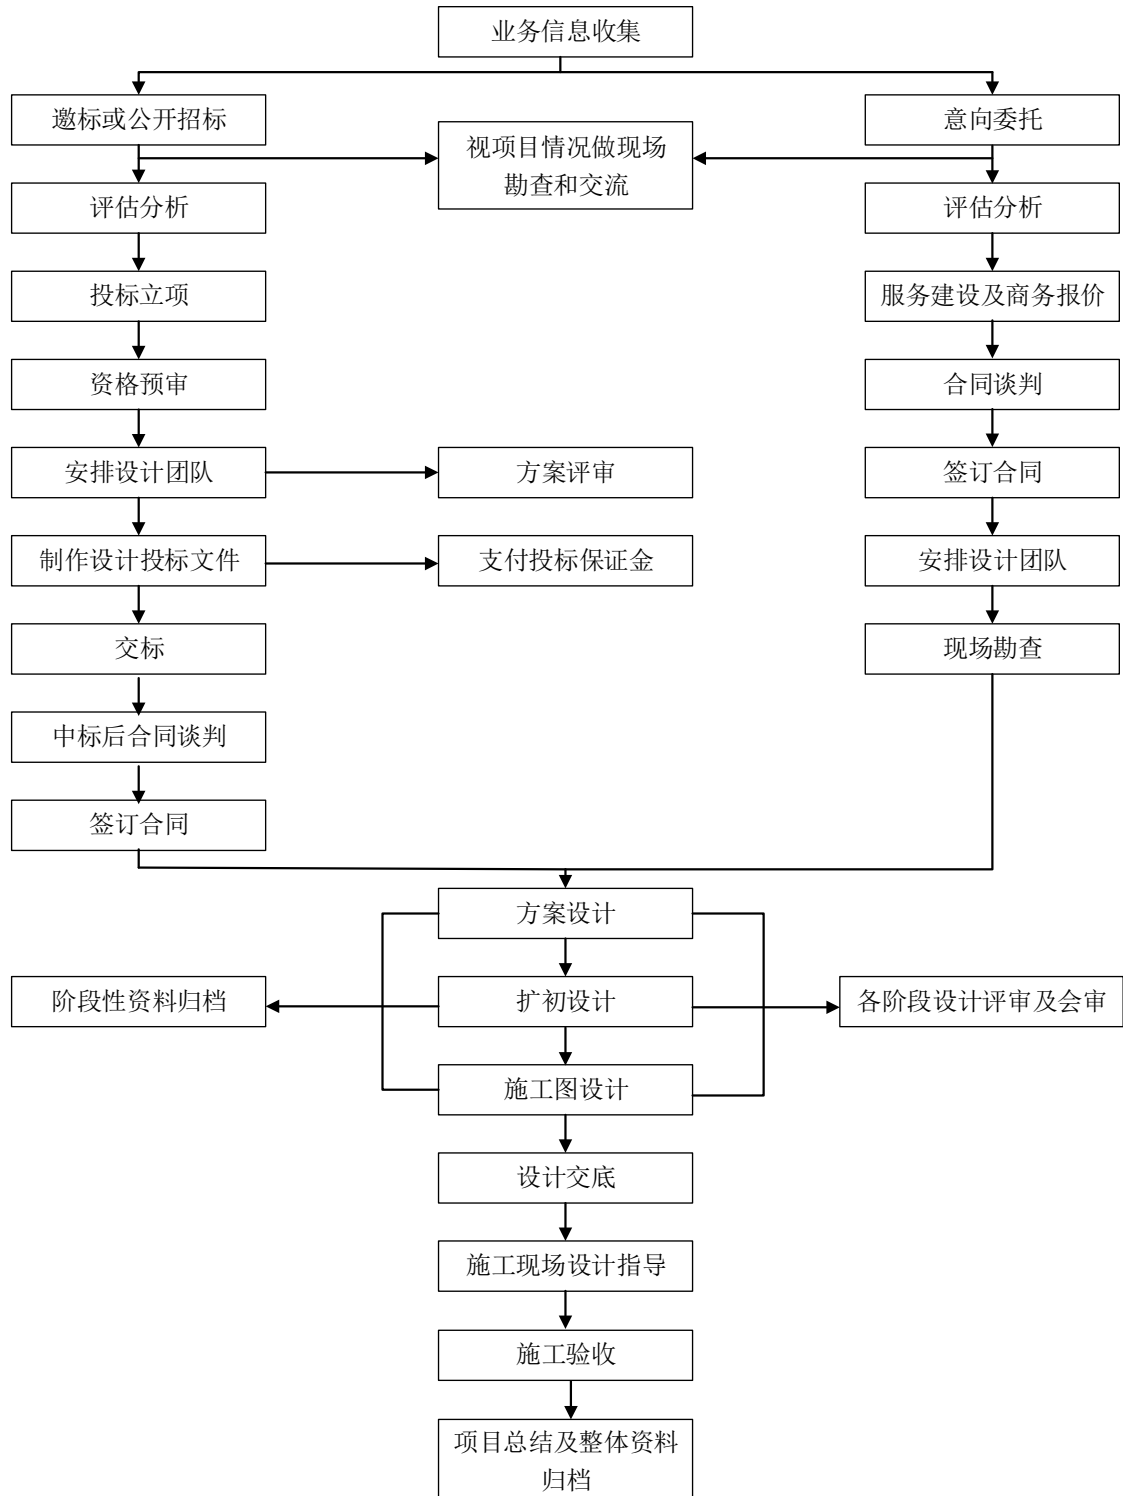 业务信息收集
邀标或公开招标
意向委托
视项目情况做现场
勘查和交流
评估分析
评估分析
投标立项
服务建设及商务报价
资格预审
合同谈判
安排设计团队
方案评审
签订合同
制作设计投标文件
支付投标保证金
安排设计团队
交标
现场勘查
中标后合同谈判
签订合同
方案设计
阶段性资料归档
扩初设计
各阶段设计评审及会审
施工图设计
设计交底
施工现场设计指导
施工验收
项目总结及整体资料
归档